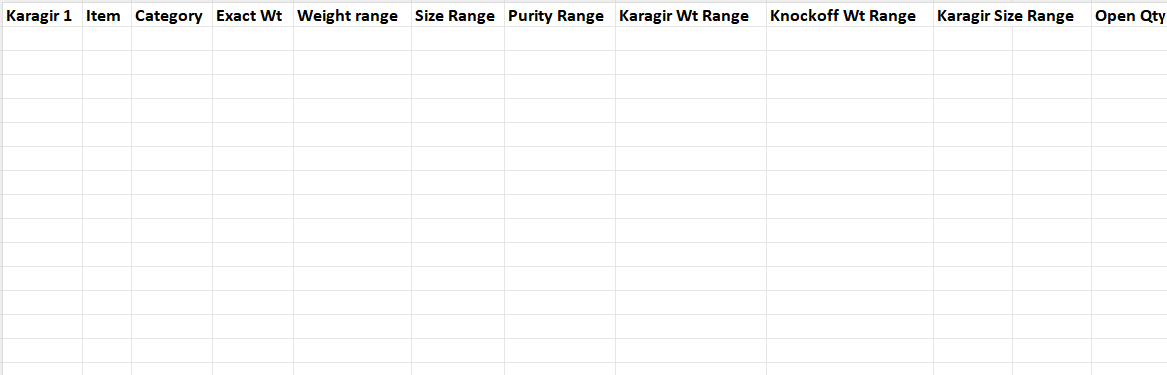 Karagir 1 Item Category Exact Wt Weight range Size Range Purity Range Karagir Wt Range Knockoff Wt Range Karagir Size Range Open Qty